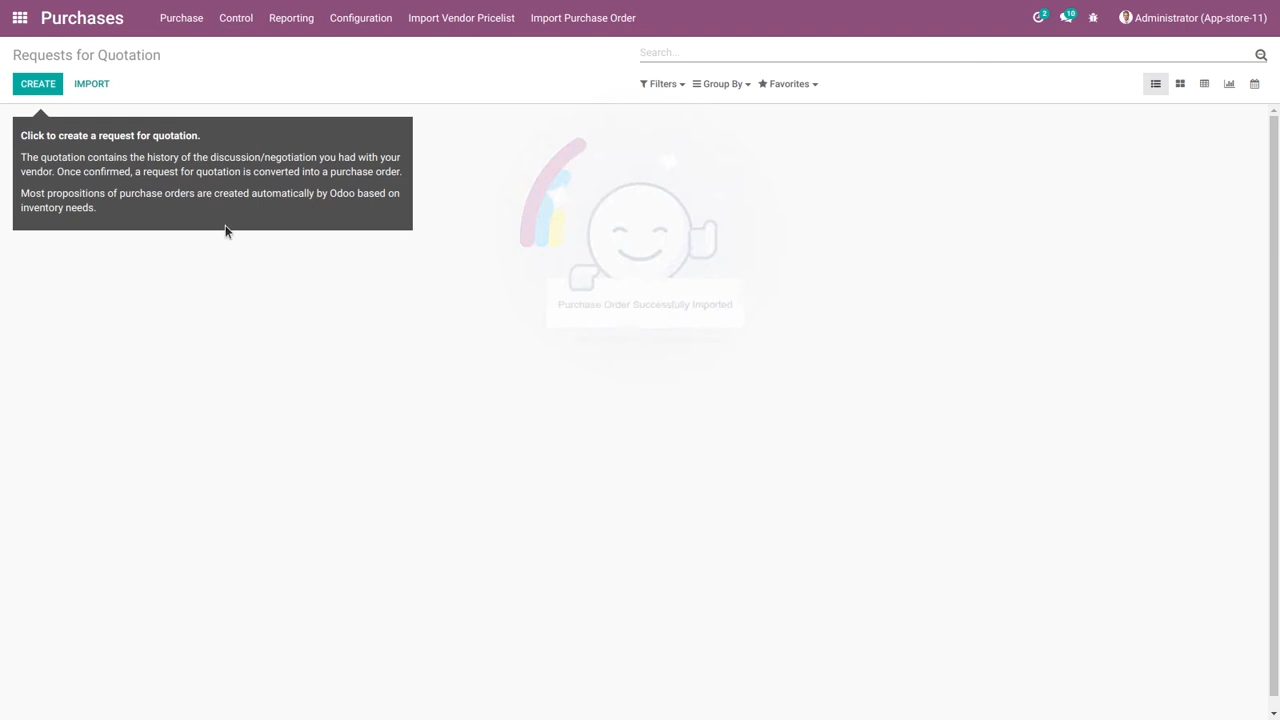 Purchases
Purchase Control Reporting Configuration Import Vendor Pricelist Import Purchase Order
2 10 Administrator (App-store-11)
Requests for Quotation
Search...
CREATE IMPORT
Filters Group By Favorites
Click to create a request for quotation.
The quotation contains the history of the discussion/negotiation you had with your
vendor. Once confirmed, a request for quotation is converted into a purchase order.
Most propositions of purchase orders are created automatically by Odoo based on
inventory needs.
Purchase Order Successfully Imported